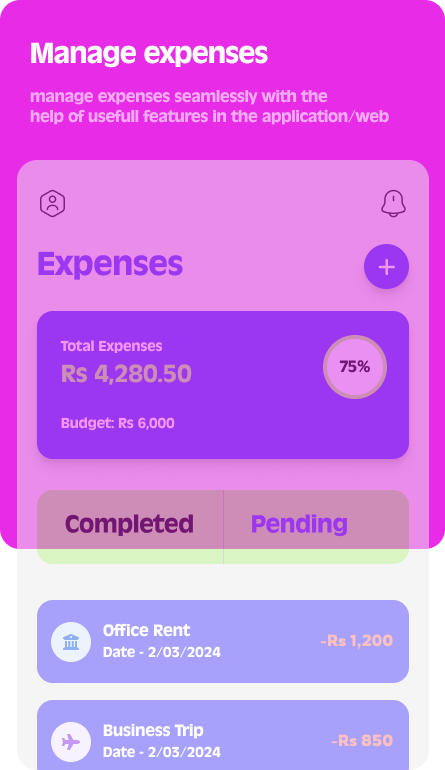 Manage expenses
manage expenses seamlessly with the
help of usefull features in the application/web
Expenses
Total Expenses
Rs 4,280.50
75%
Budget: Rs 6,000
Completed
Pending
Office Rent
Date - 2/03/2024
-Rs 1,200
Business Trip
Date - 2/03/2024
-Rs 850